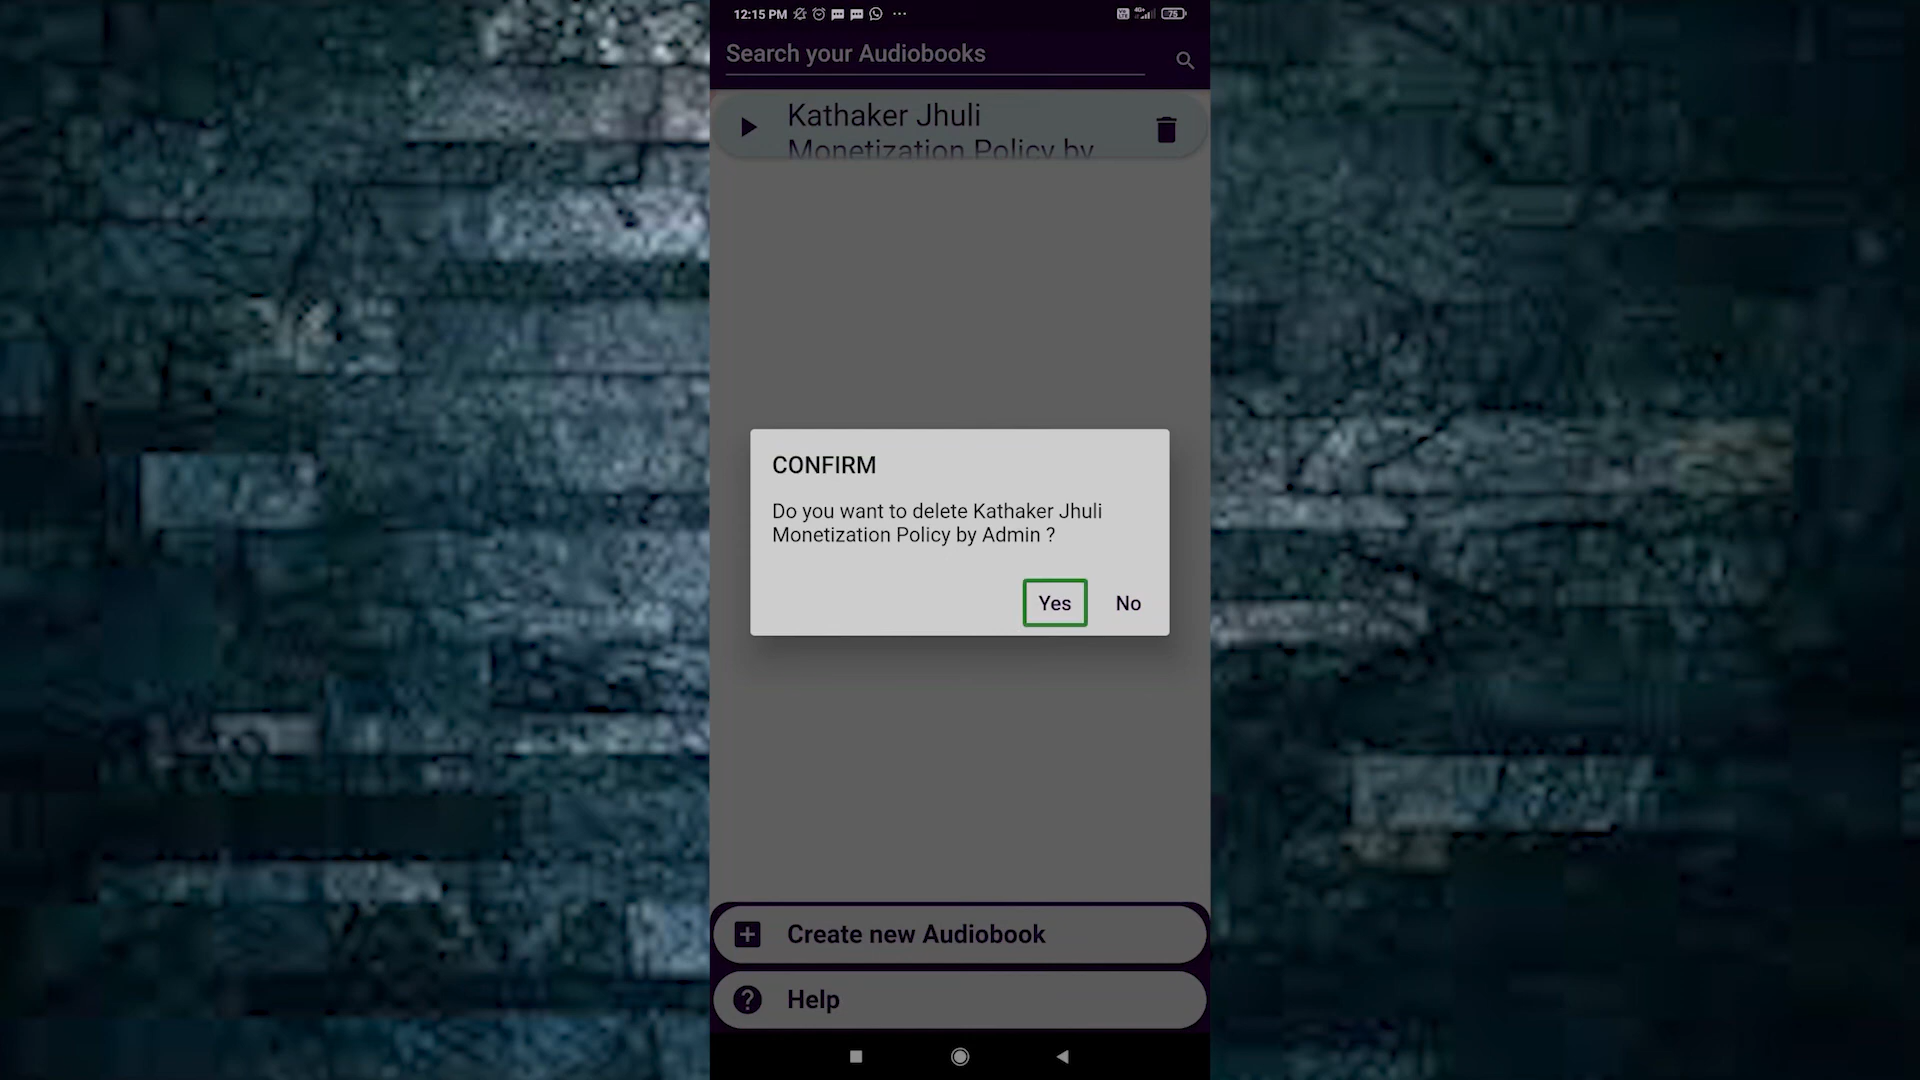 12:15 PM
75
Search your Audiobooks
Kathaker Jhuli
Monetization Policy by
CONFIRM
Do you want to delete Kathaker Jhuli
Monetization Policy by Admin ?
Yes No
Create new Audiobook
Help